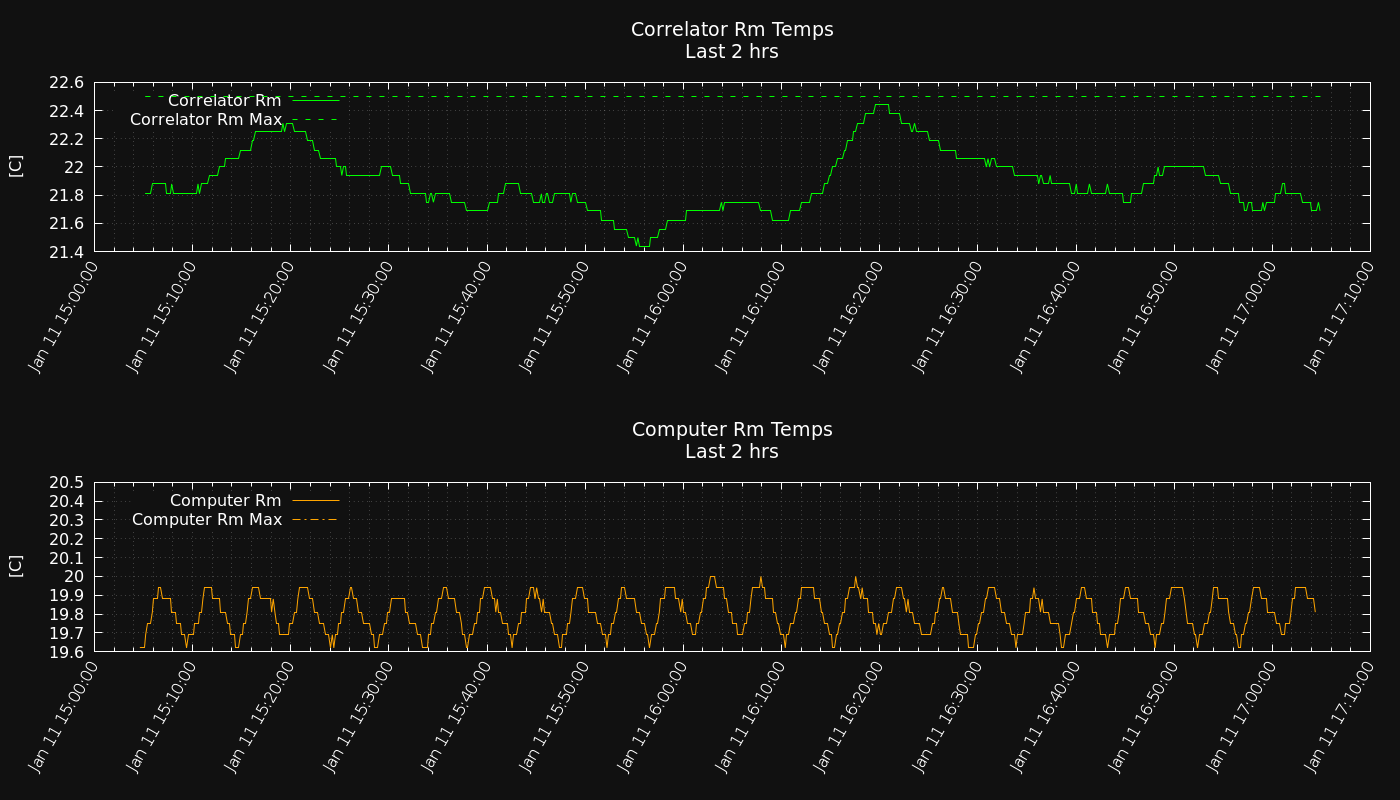 Correlator Rm Temps
Last 2 hrs
22.6
22.4
22.2
22
21.8
21.6
21.4
[C]
Correlator Rm
Correlator Rm Max
Jan 11 15:00:00
Jan 11 15:10:00
Jan 11 15:20:00
Jan 11 15:30:00
Jan 11 15:40:00
Jan 11 15:50:00
Jan 11 16:00:00
Jan 11 16:10:00
Jan 11 16:20:00
Jan 11 16:30:00
Jan 11 16:40:00
Jan 11 16:50:00
Jan 11 17:00:00
Jan 11 17:10:00
Computer Rm Temps
Last 2 hrs
20.5
20.4
20.3
20.2
20.1
20
19.9
19.8
19.7
19.6
[C]
Computer Rm
Computer Rm Max
Jan 11 15:00:00
Jan 11 15:10:00
Jan 11 15:20:00
Jan 11 15:30:00
Jan 11 15:40:00
Jan 11 15:50:00
Jan 11 16:00:00
Jan 11 16:10:00
Jan 11 16:20:00
Jan 11 16:30:00
Jan 11 16:40:00
Jan 11 16:50:00
Jan 11 17:00:00
Jan 11 17:10:00